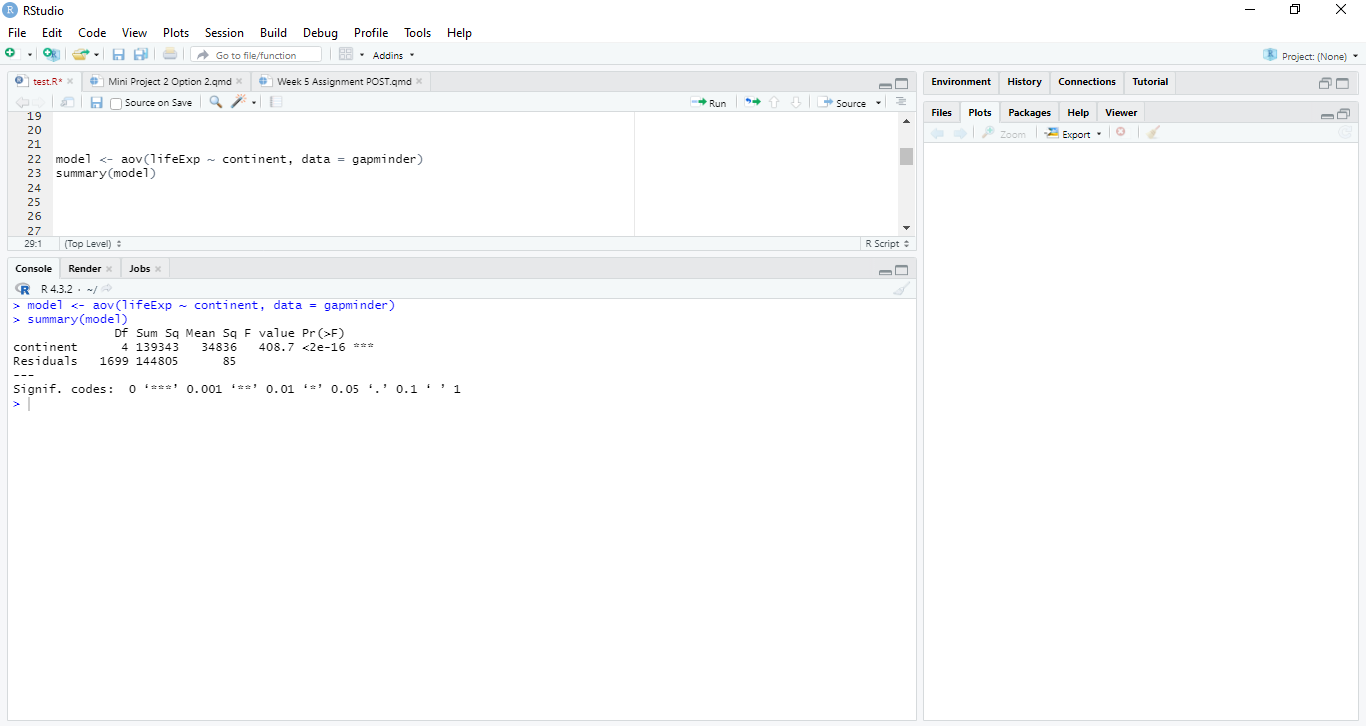 RStudio
File Edit Code View Plots Session Build Debug Profile Tools Help
Go to file/function Addins Project: (None)
test.R* Mini Project 2 Option 2.qmd Week 5 Assignment POST.qmd
Source on Save Run Source
19
20
21
22 model <- aov(lifeExp ~ continent, data = gapminder)
23 summary(model)
24
25
26
27
29:1 (Top Level) R Script
Console Render Jobs
R 4.3.2 · ~/
> model <- aov(lifeExp ~ continent, data = gapminder)
> summary(model)
Df Sum Sq Mean Sq F value Pr(>F)
continent 4 139343 34836 408.7 <2e-16 ***
Residuals 1699 144805 85
---
Signif. codes: 0 ‘***’ 0.001 ‘**’ 0.01 ‘*’ 0.05 ‘.’ 0.1 ‘ ’ 1
>
Environment History Connections Tutorial
Files Plots Packages Help Viewer
Zoom Export